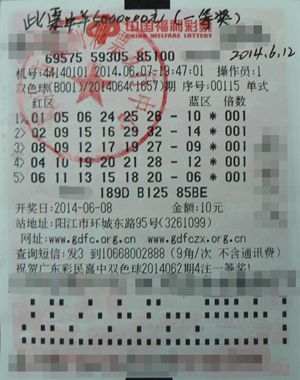 此票中奖5000000元(一等奖)
中国福利彩票
CHINA WELFARE LOTTERY
2014.6.12
69575 59305 85100
机号:44140101 2014.06.07-19:47:01 操作员:1
双色球(B001)/2014064(1657)期 序号:00115 单式
红区 蓝区 倍数
1) 01 05 06 24 25 26 - 10 * 001
2) 02 09 15 16 22 24 - 09 * 001
3) 08 09 12 17 19 20 - 06 * 001
4) 04 10 19 20 21 28 - 12 * 001
5) 06 11 13 15 18 20 - 06 * 001
189D B125 85BE
开奖日:2014-06-08 金额:10元
站地址:阳江市环城东路95号(3261099)
网址:www.gdfc.org.cn www.gdfczx.org.cn
查询短信:发3 到10668002888 (9角/次 不含通讯费)
祝贺广东彩民喜中双色球2014062期4注一等奖!